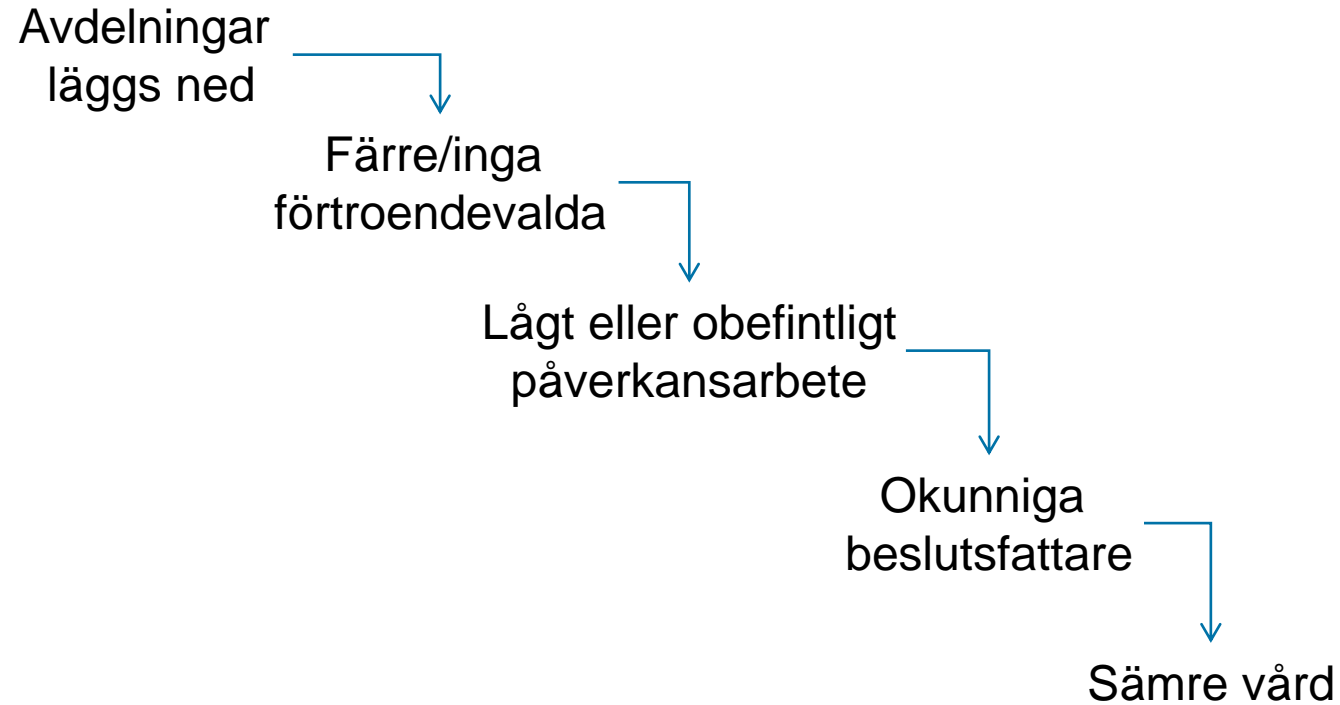 Avdelningar
läggs ned
Färre/inga
förtroendevalda
Lågt eller obefintligt
påverkansarbete
Okunniga
beslutsfattare
Sämre vård